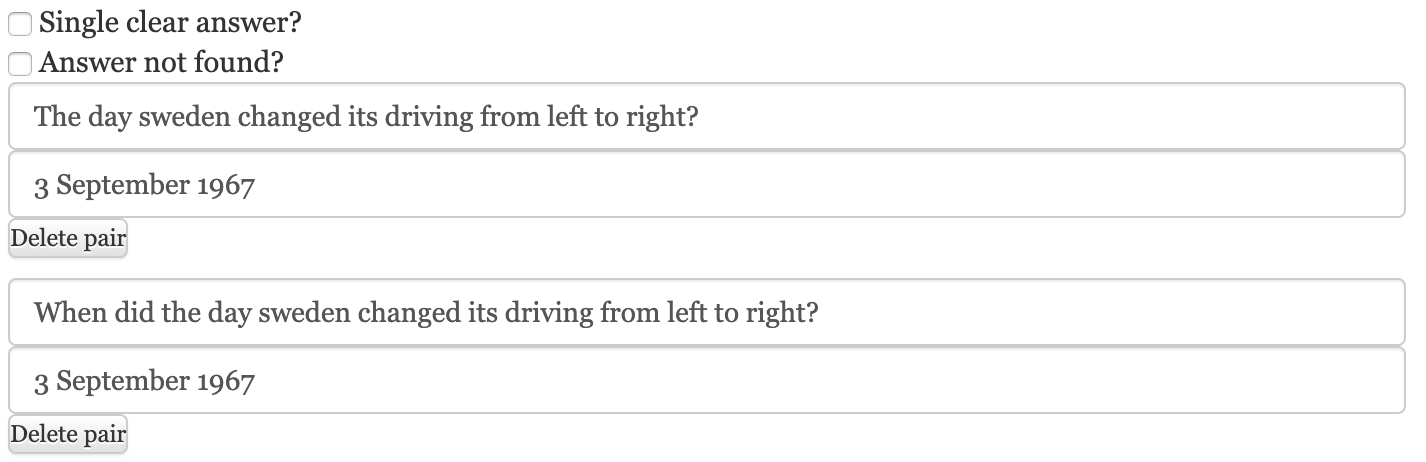 Single clear answer?
Answer not found?
The day sweden changed its driving from left to right?
3 September 1967
Delete pair
When did the day sweden changed its driving from left to right?
3 September 1967
Delete pair